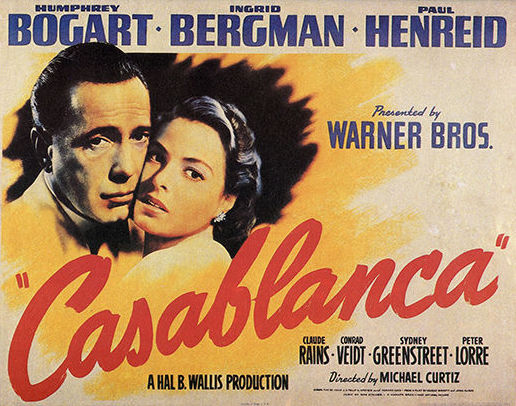 HUMPHREY INGRID PAUL
BOGART · BERGMAN · HENREID
Presented by
WARNER BROS.
"Casablanca"
CLAUDE CONRAD SYDNEY PETER
RAINS · VEIDT · GREENSTREET · LORRE
A HAL B. WALLIS PRODUCTION
Directed by MICHAEL CURTIZ